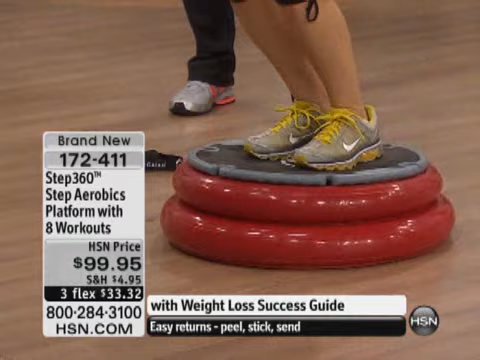 Brand New
172-411
Step360™
Step Aerobics
Platform with
8 Workouts
HSN Price
$99.95
S&H $4.95
3 flex $33.32
800·284·3100
HSN.COM
with Weight Loss Success Guide
Easy returns - peel, stick, send
HSN